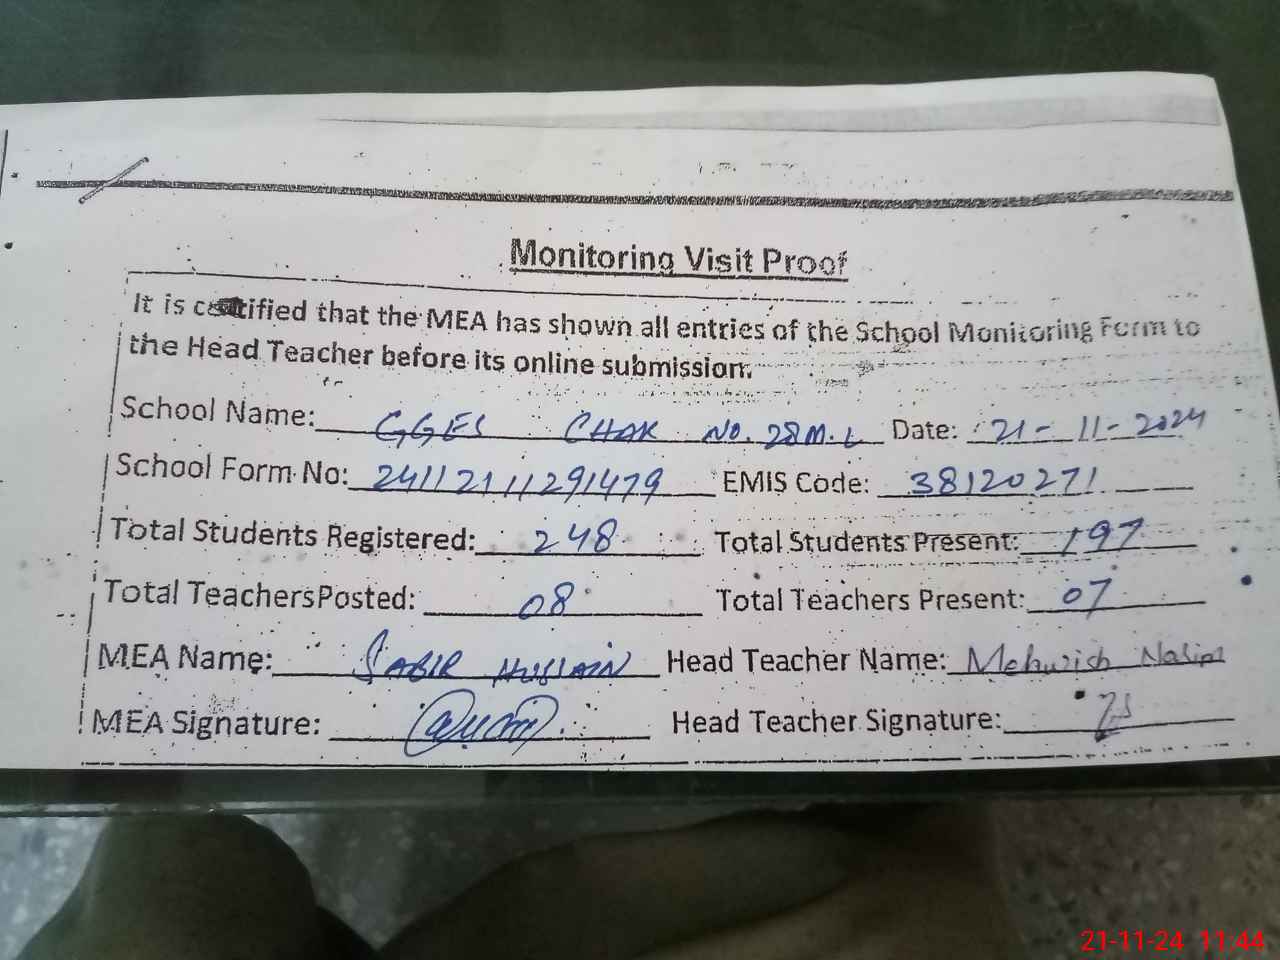 Monitoring Visit Proof
It is certified that the MEA has shown all entries of the School Monitoring Form to
the Head Teacher before its online submission.
School Name: GGES CHAK NO. 28M.L Date: 21-11-2024
School Form No: 24112111291479 EMIS Code: 38120271
Total Students Registered: 248 Total Students Present: 197
Total Teachers Posted: 08 Total Teachers Present: 07
MEA Name: SABIR HUSSAIN Head Teacher Name: Mehwish Nasim
MEA Signature: Head Teacher Signature:
21-11-24 11:44